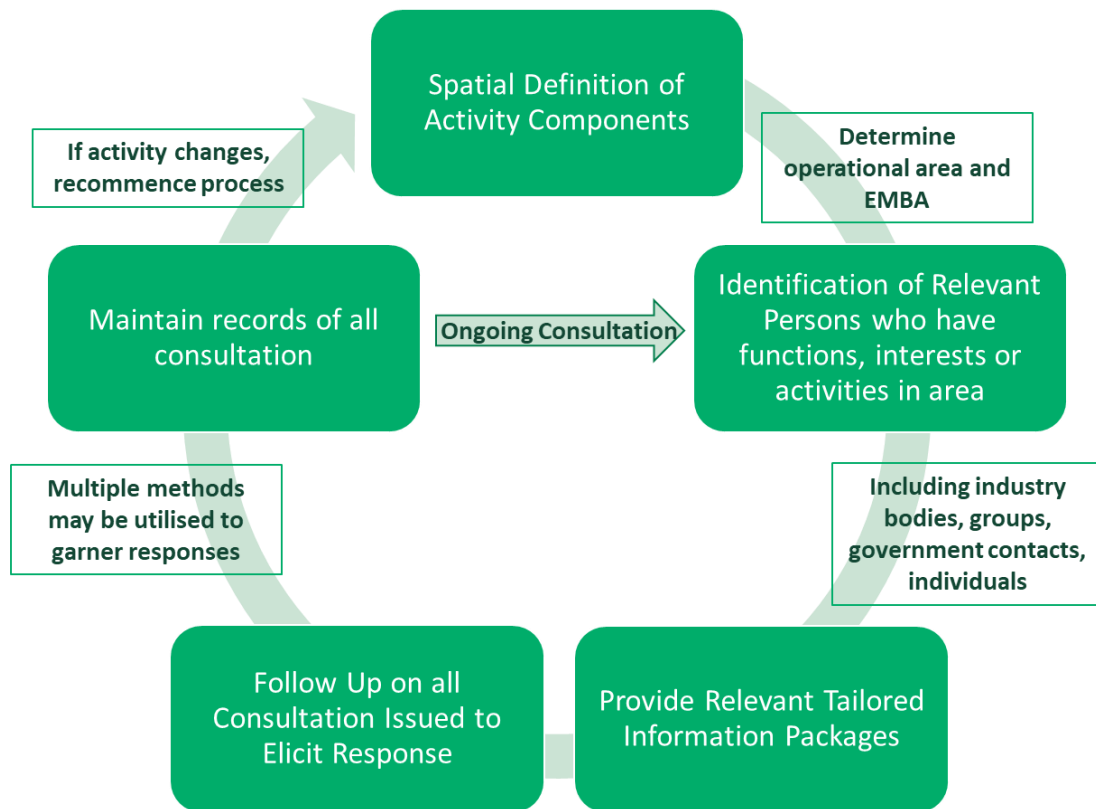 Spatial Definition of
Activity Components
Determine
operational area and
EMBA
Identification of Relevant
Persons who have
functions, interests or
activities in area
Including industry
bodies, groups,
government contacts,
individuals
Provide Relevant Tailored
Information Packages
Follow Up on all
Consultation Issued to
Elicit Response
Multiple methods
may be utilised to
garner responses
Maintain records of all
consultation
Ongoing Consultation
If activity changes,
recommence process